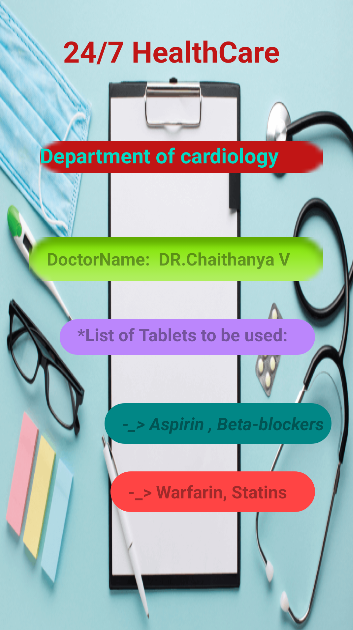 24/7 HealthCare
Department of cardiology
DoctorName: DR.Chaithanya V
*List of Tablets to be used:
-_> Aspirin , Beta-blockers
-_> Warfarin, Statins